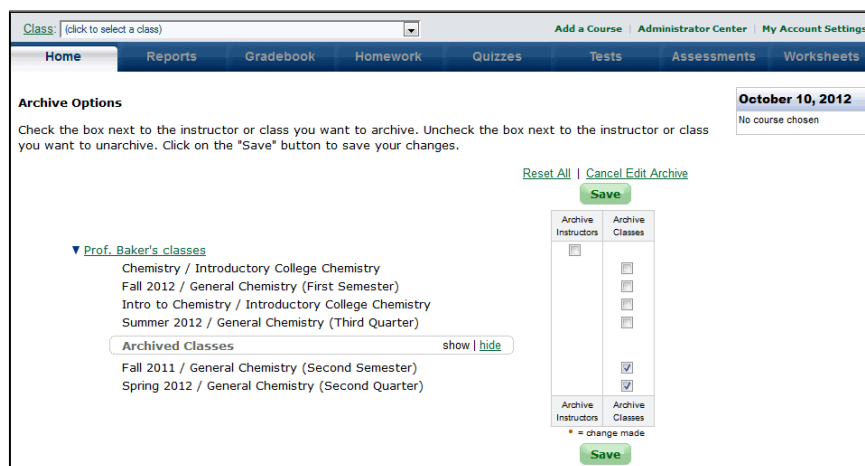 Class: (click to select a class)
Add a Course | Administrator Center | My Account Settings
Home Reports Gradebook Homework Quizzes Tests Assessments Worksheets
Archive Options
October 10, 2012
No course chosen
Check the box next to the instructor or class you want to archive. Uncheck the box next to the instructor or class
you want to unarchive. Click on the "Save" button to save your changes.
Reset All | Cancel Edit Archive
Save
Archive Instructors
Archive Classes
▼ Prof. Baker's classes
Chemistry / Introductory College Chemistry
Fall 2012 / General Chemistry (First Semester)
Intro to Chemistry / Introductory College Chemistry
Summer 2012 / General Chemistry (Third Quarter)
Archived Classes show | hide
Fall 2011 / General Chemistry (Second Semester)
Spring 2012 / General Chemistry (Second Quarter)
Archive Instructors
Archive Classes
* = change made
Save